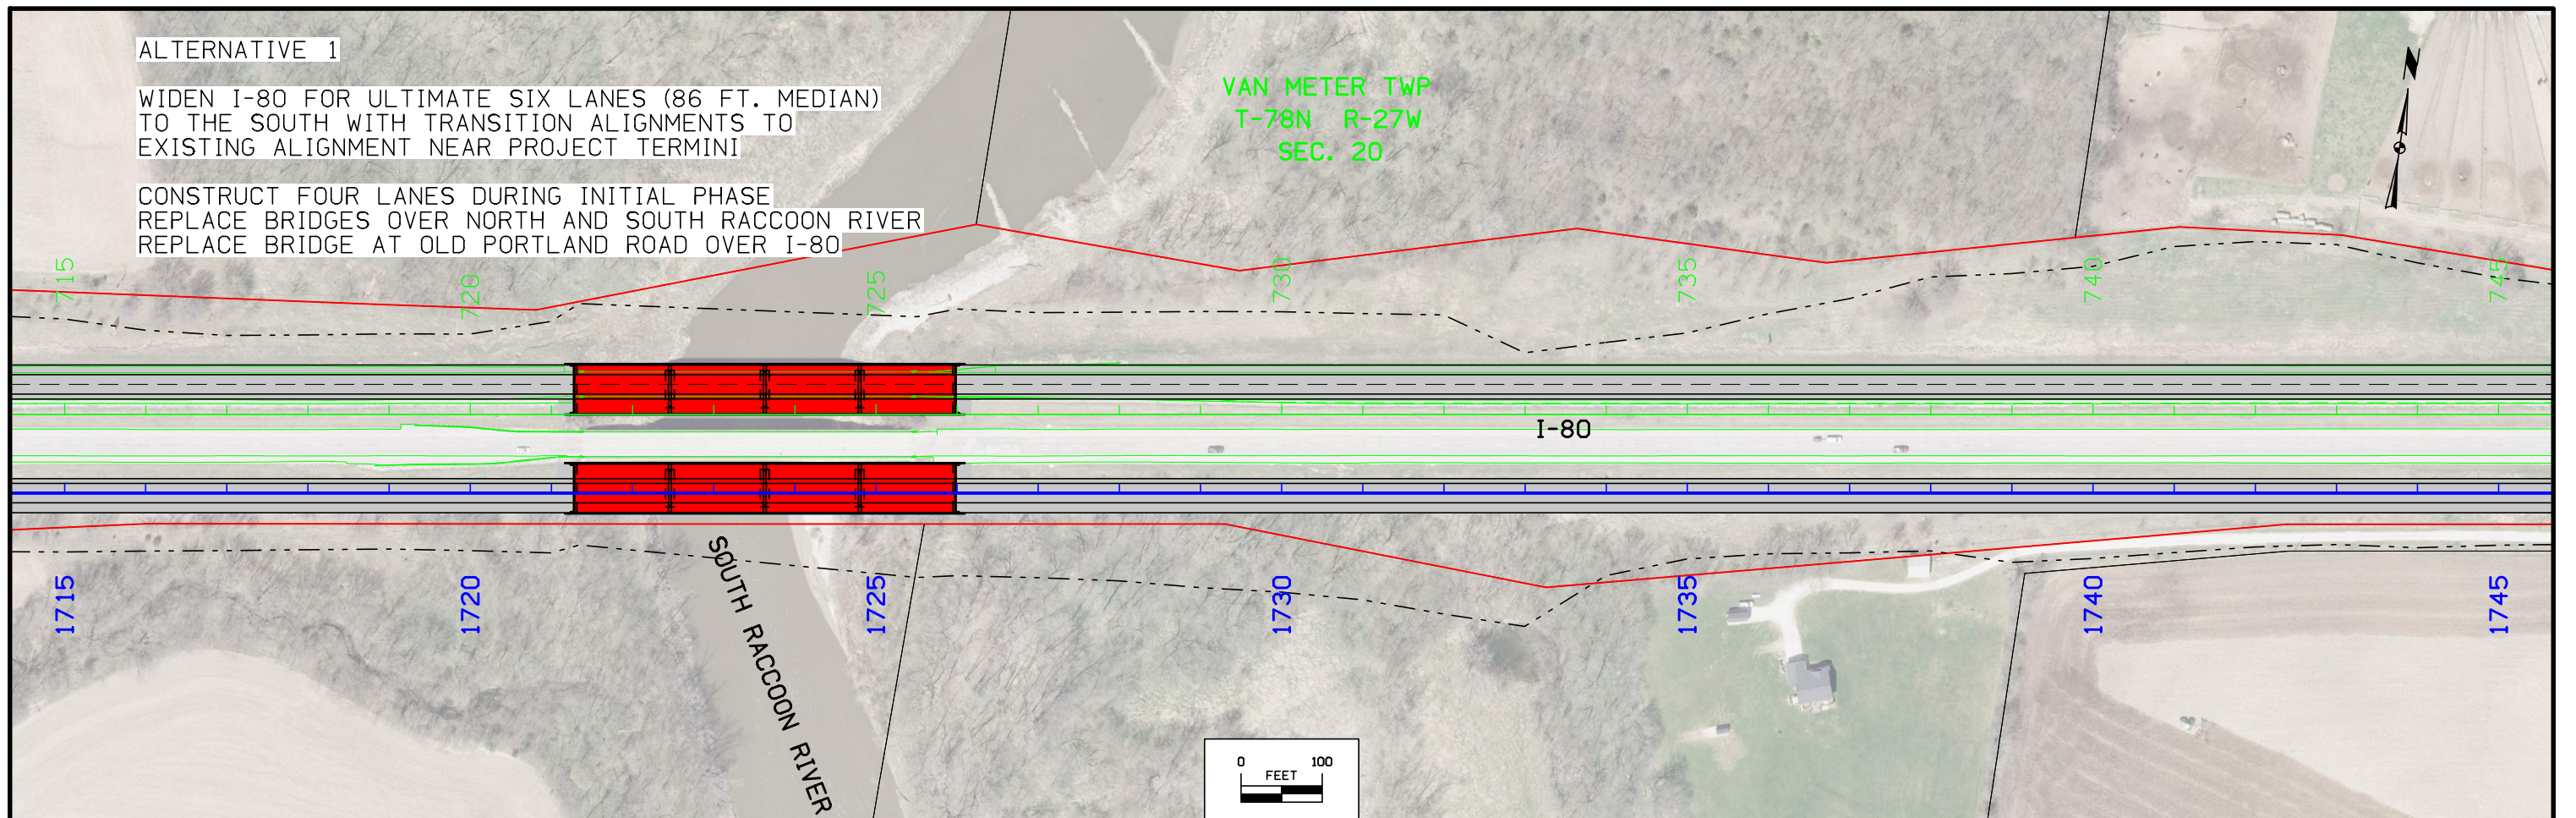 ALTERNATIVE 1
WIDEN I-80 FOR ULTIMATE SIX LANES (86 FT. MEDIAN)
TO THE SOUTH WITH TRANSITION ALIGNMENTS TO
EXISTING ALIGNMENT NEAR PROJECT TERMINI
CONSTRUCT FOUR LANES DURING INITIAL PHASE
REPLACE BRIDGES OVER NORTH AND SOUTH RACCOON RIVER
REPLACE BRIDGE AT OLD PORTLAND ROAD OVER I-80
VAN METER TWP
T-78N R-27W
SEC. 20
N
715
720
725
730
735
740
745
I-80
SOUTH RACCOON RIVER
1715
1720
1725
1730
1735
1740
1745
0 100
FEET